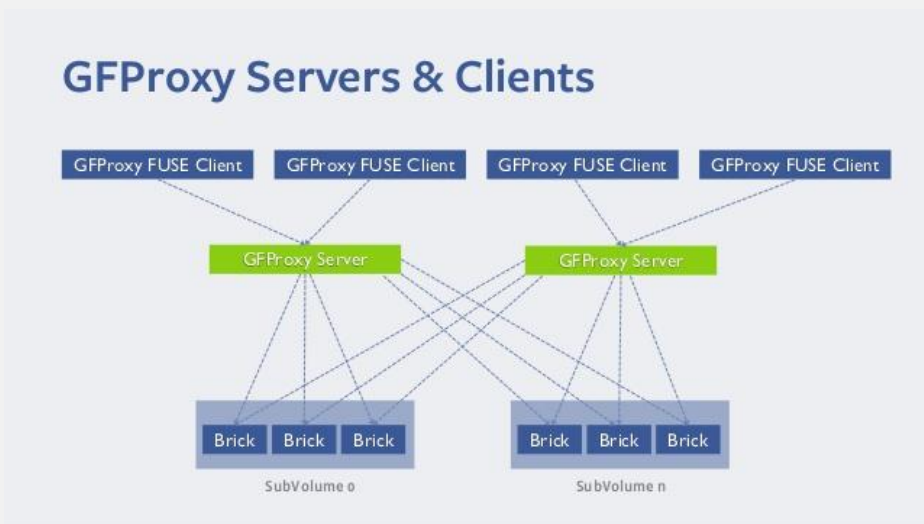 GFProxy Servers & Clients
GFProxy FUSE Client GFProxy FUSE Client GFProxy FUSE Client GFProxy FUSE Client
GFProxy Server GFProxy Server
Brick Brick Brick Brick Brick Brick
SubVolume 0 SubVolume n